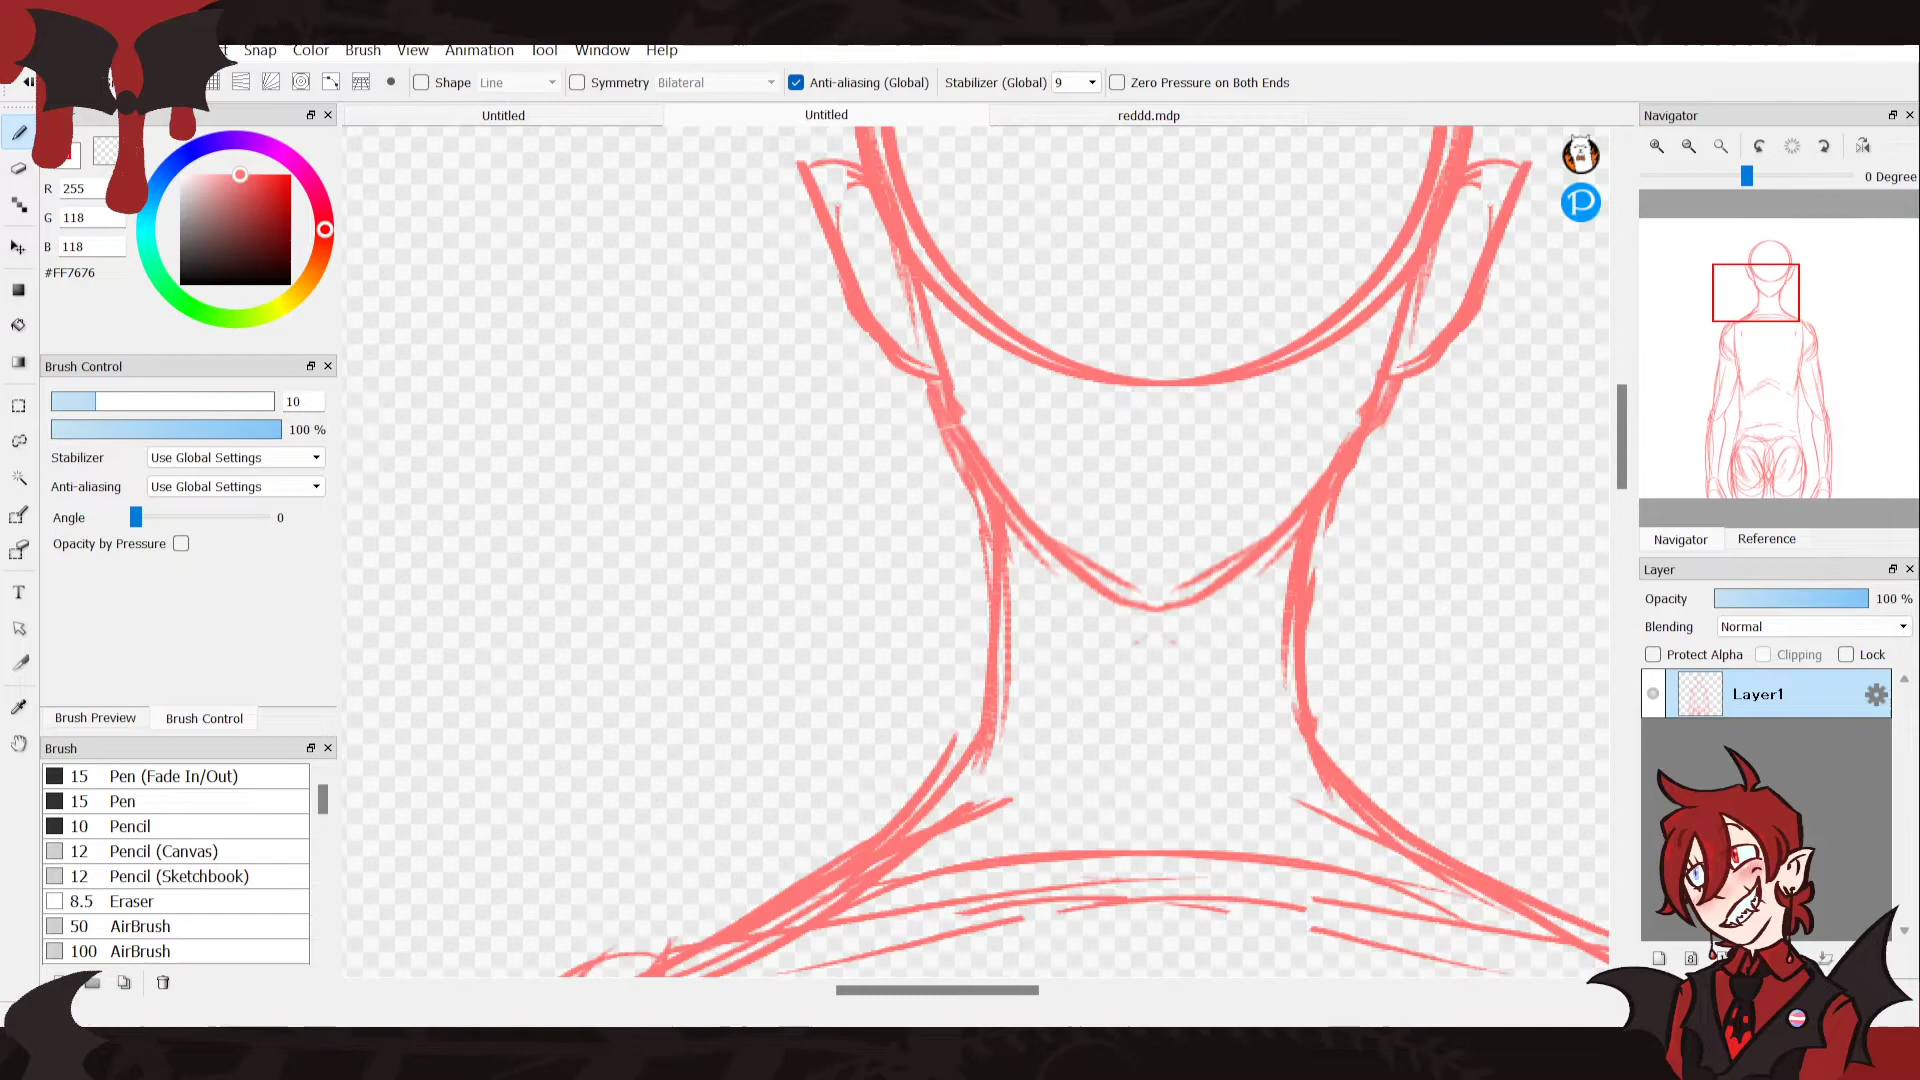 Snap Color Brush View Animation Tool Window Help
Shape Line Symmetry Bilateral Anti-aliasing (Global) Stabilizer (Global) 9 Zero Pressure on Both Ends
Untitled Untitled reddd.mdp
R 255
G 118
B 118
#FF7676
Brush Control
10
100 %
Stabilizer Use Global Settings
Anti-aliasing Use Global Settings
Angle 0
Opacity by Pressure
Brush Preview Brush Control
Brush
15 Pen (Fade In/Out)
15 Pen
10 Pencil
12 Pencil (Canvas)
12 Pencil (Sketchbook)
8.5 Eraser
50 AirBrush
100 AirBrush
Navigator
0 Degree
Navigator Reference
Layer
Opacity 100 %
Blending Normal
Protect Alpha Clipping Lock
Layer1